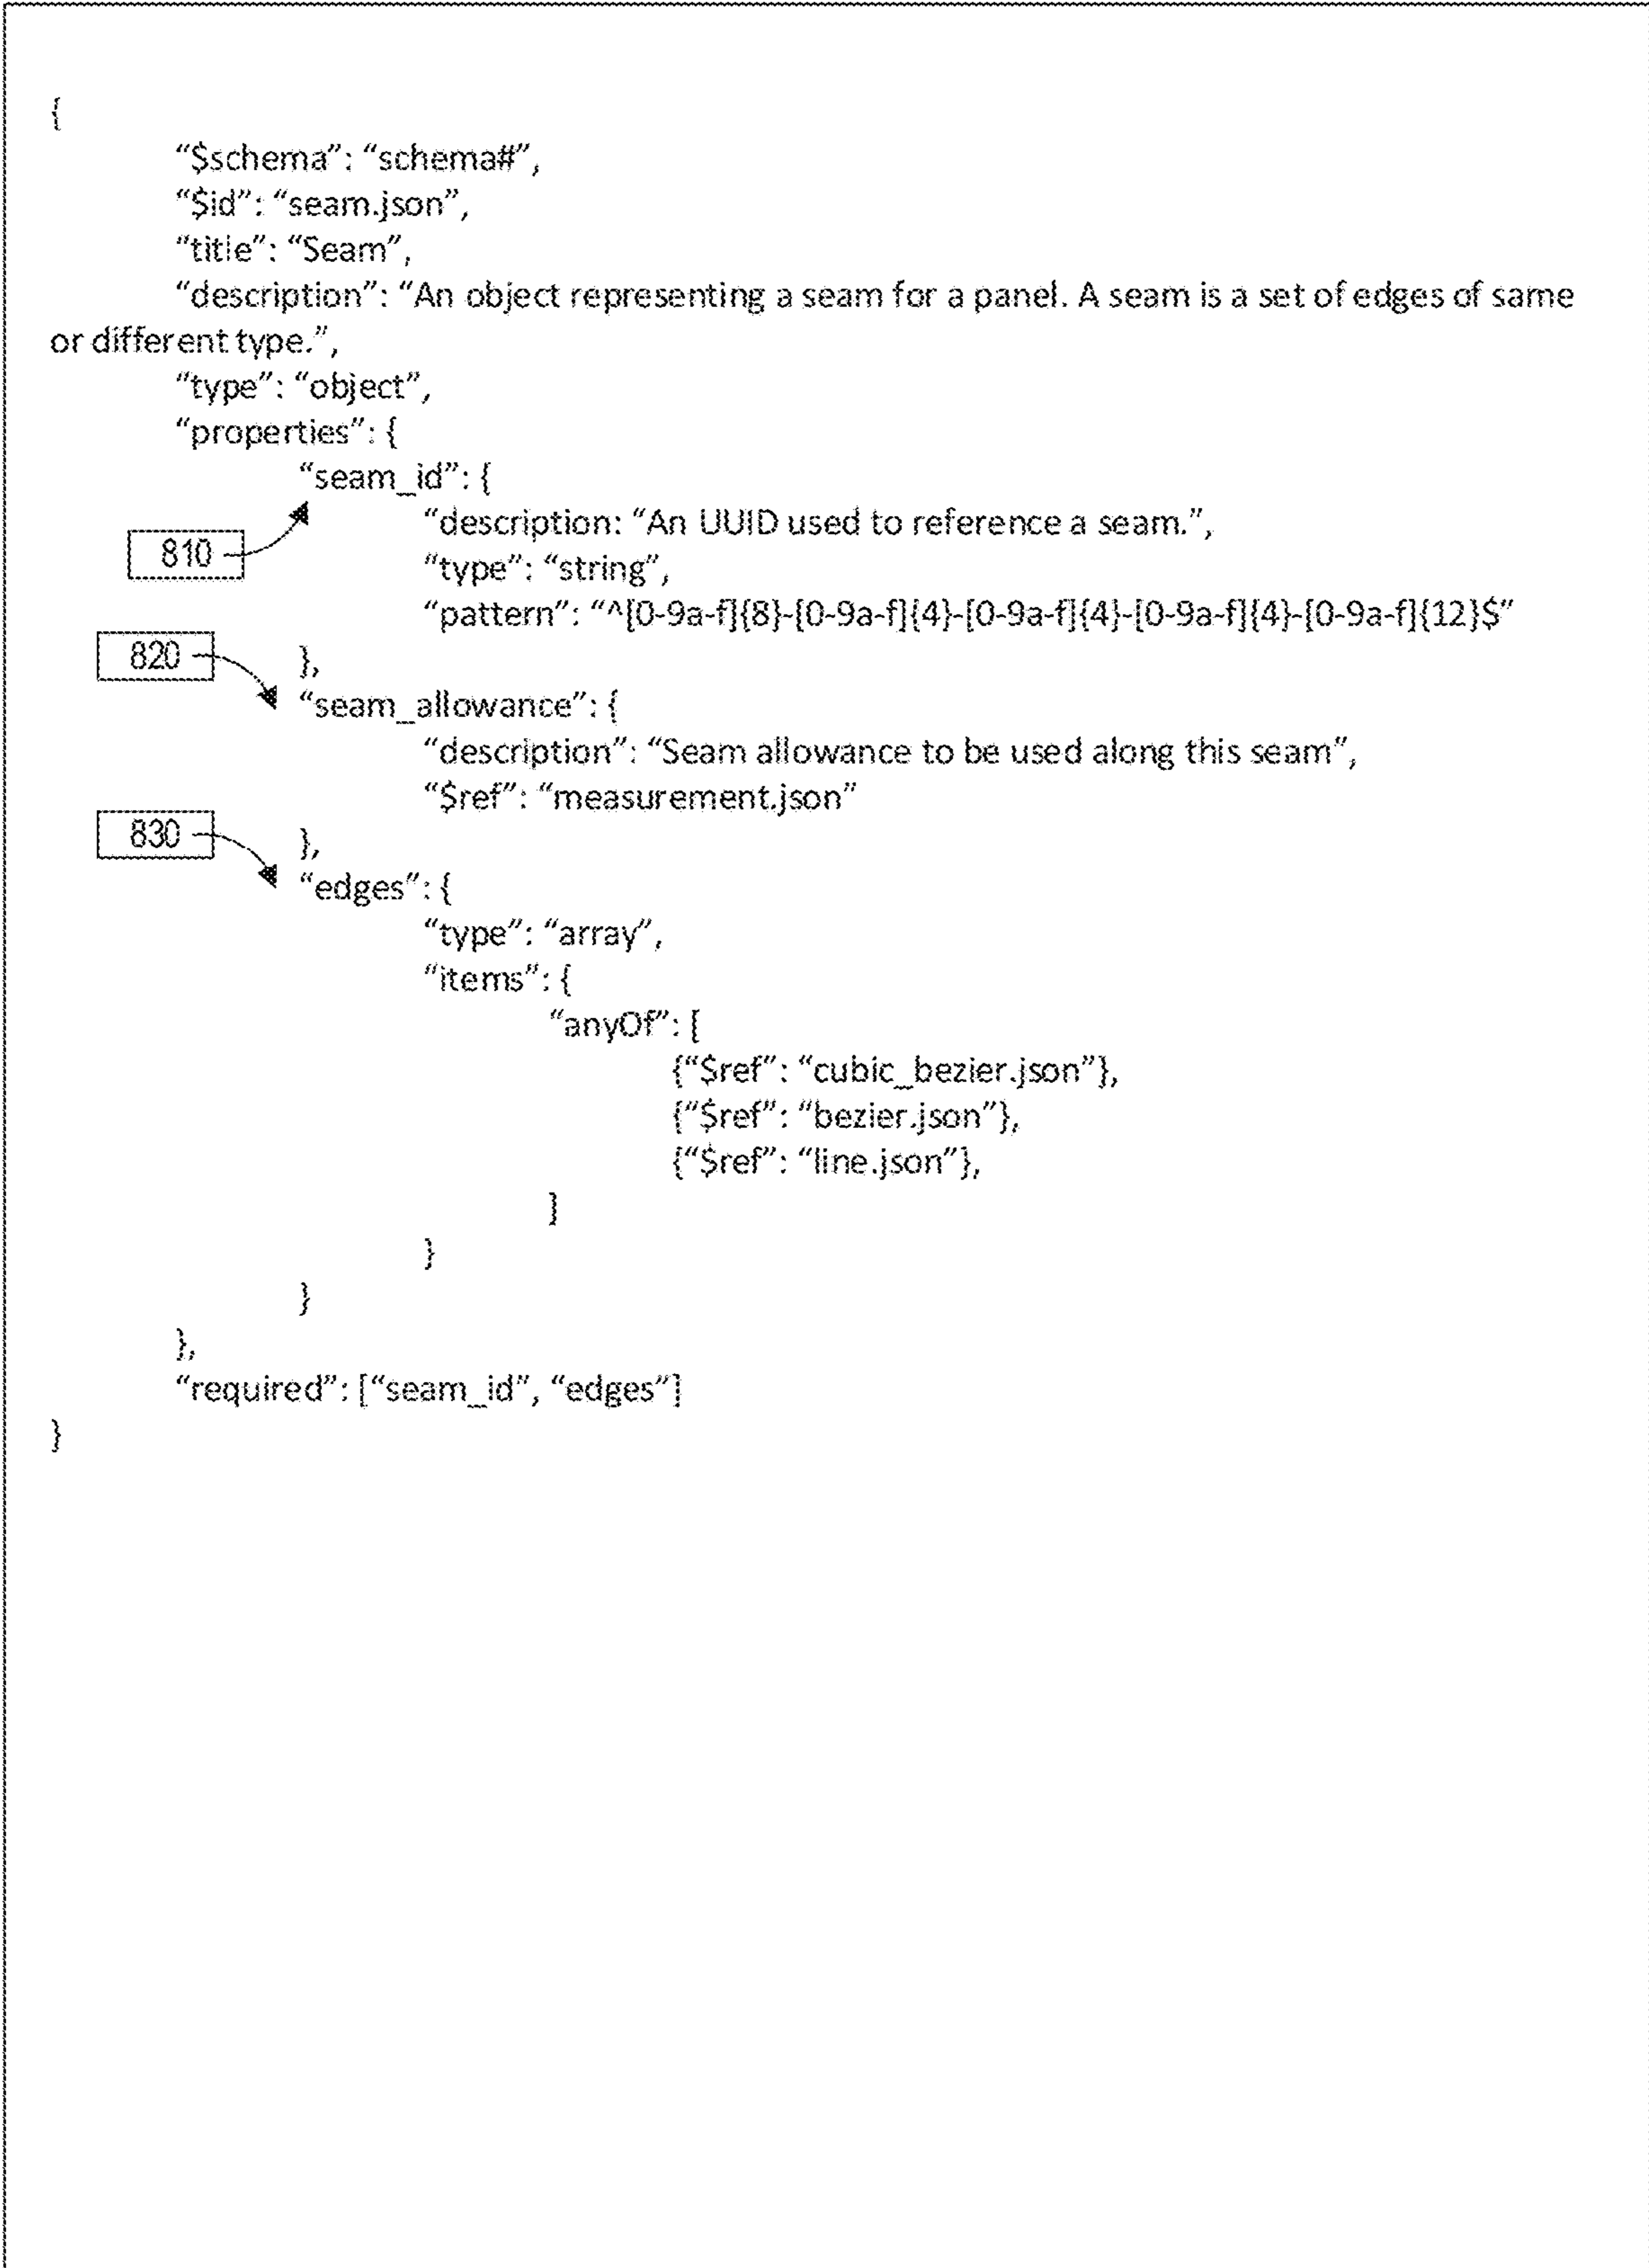 {
“$schema”: “schema#”,
“$id”: “seam.json”,
“title”: “Seam”,
“description”: “An object representing a seam for a panel. A seam is a set of edges of same
or different type.”,
“type”: “object”,
“properties”: {
“seam_id”: {
“description: “An UUID used to reference a seam.”,
810
“type”: “string”,
“pattern”: “^[0-9a-f]{8}-[0-9a-f]{4}-[0-9a-f]{4}-[0-9a-f]{4}-[0-9a-f]{12}$”
820
},
“seam_allowance”: {
“description”: “Seam allowance to be used along this seam”,
“$ref”: “measurement.json”
830
},
“edges”: {
“type”: “array”,
“items”: {
“anyOf”: [
{“$ref”: “cubic_bezier.json”},
{“$ref”: “bezier.json”},
{“$ref”: “line.json”},
]
}
}
},
“required”: [“seam_id”, “edges”]
}